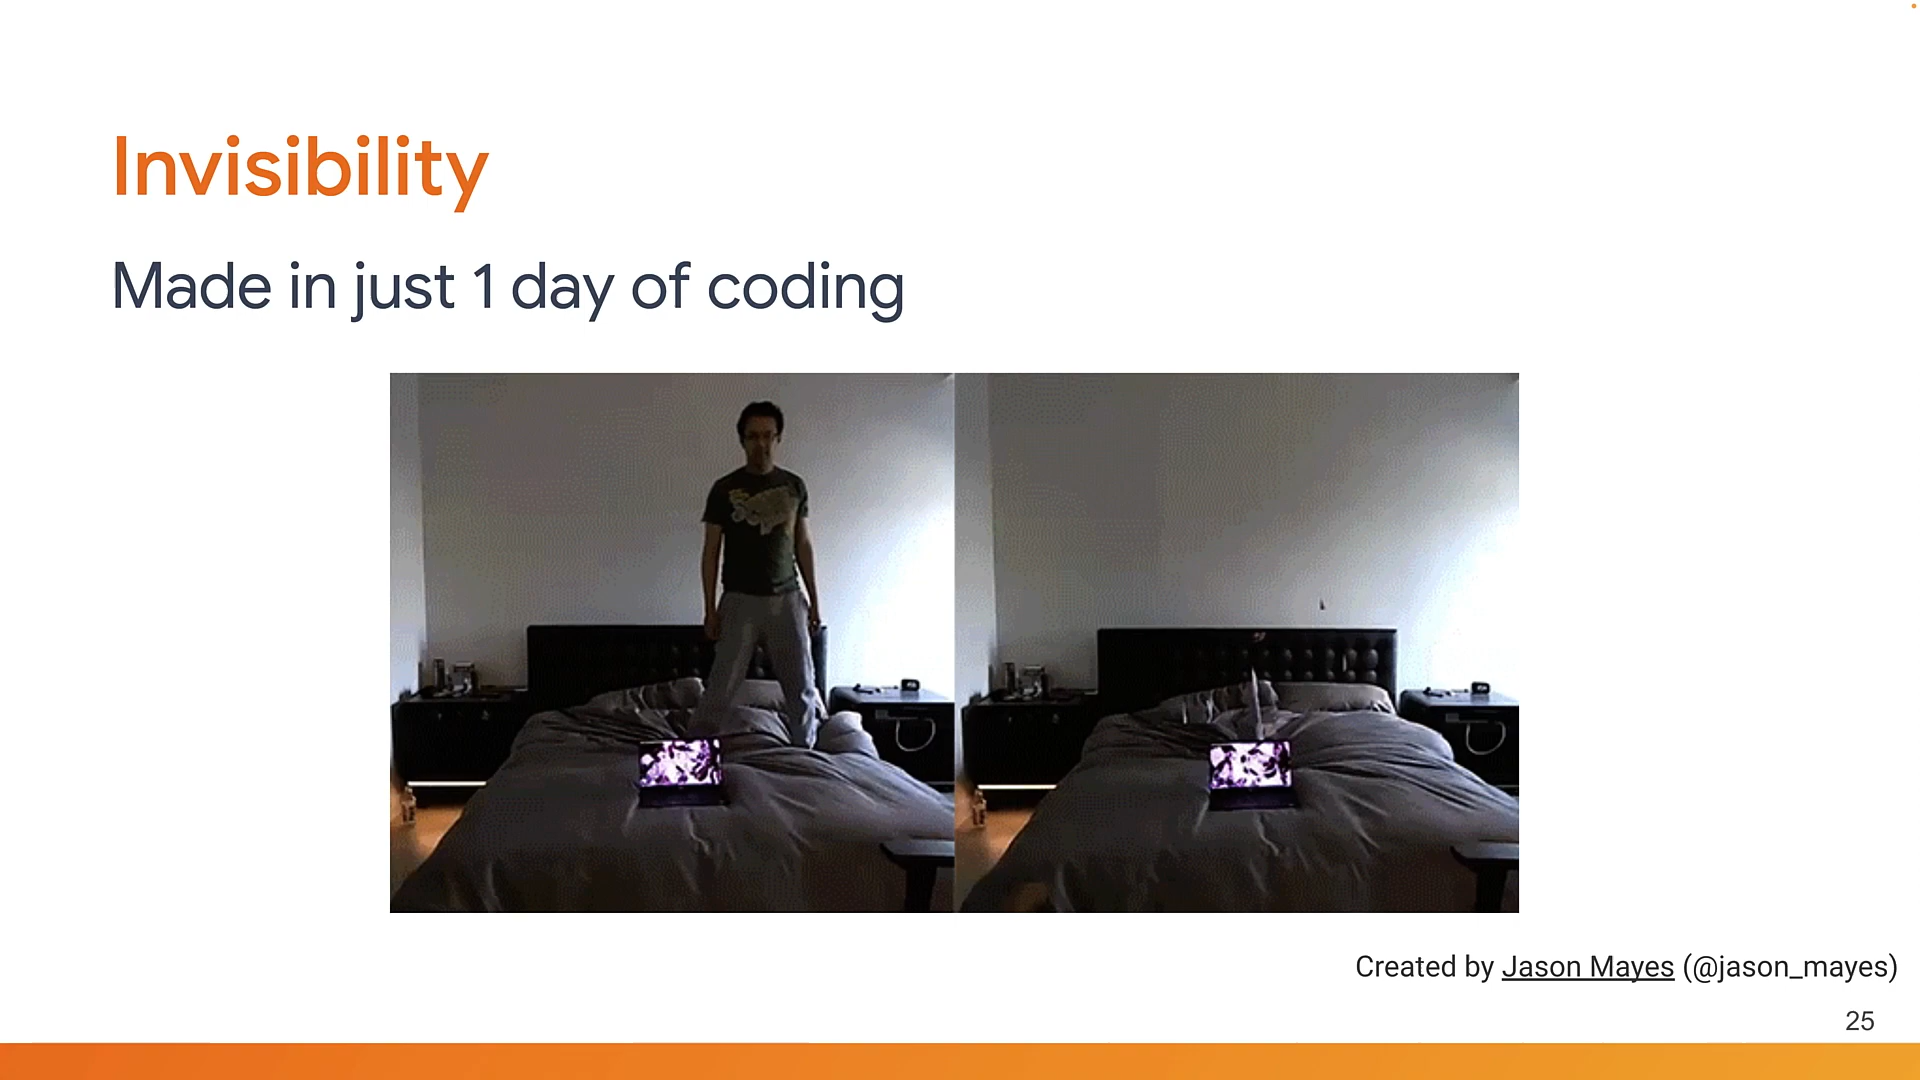 Invisibility
Made in just 1 day of coding
Created by Jason Mayes (@jason_mayes)
25